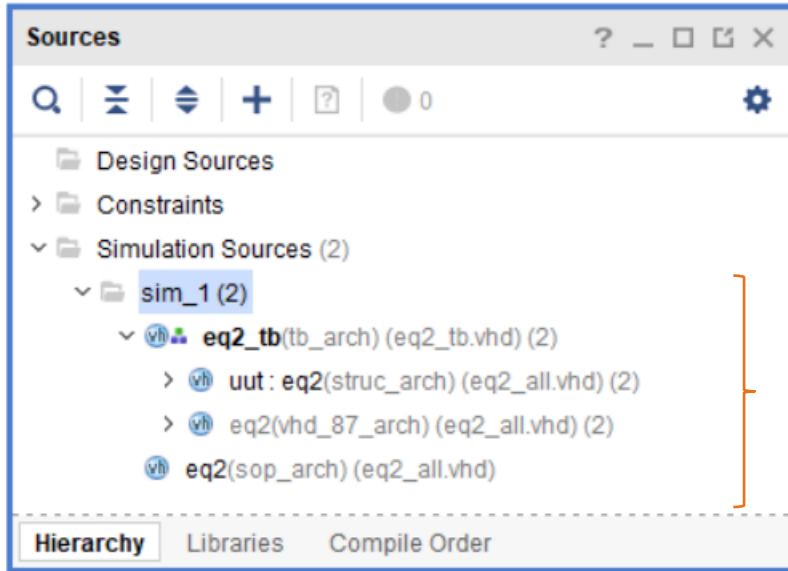 Sources
0
Design Sources
Constraints
Simulation Sources (2)
sim_1 (2)
eq2_tb(tb_arch) (eq2_tb.vhd) (2)
uut : eq2(struc_arch) (eq2_all.vhd) (2)
eq2(vhd_87_arch) (eq2_all.vhd) (2)
eq2(sop_arch) (eq2_all.vhd)
Hierarchy Libraries Compile Order